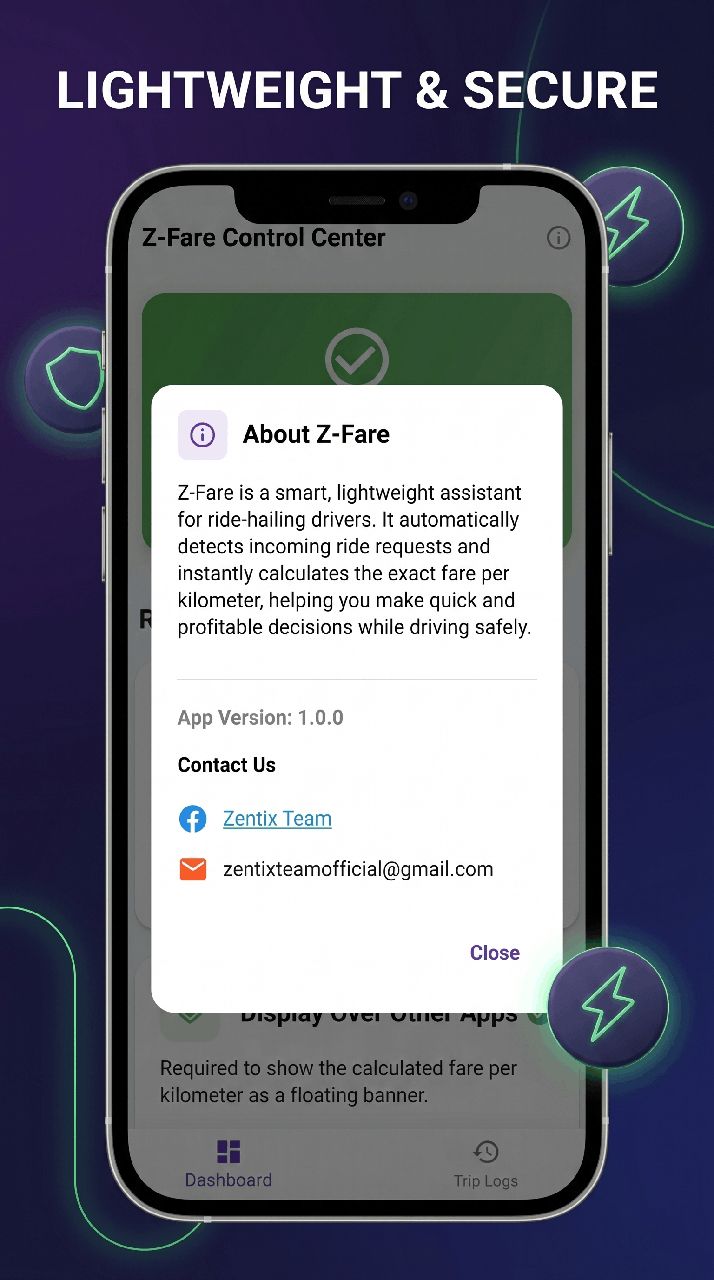 LIGHTWEIGHT & SECURE
Z-Fare Control Center
About Z-Fare
Z-Fare is a smart, lightweight assistant
for ride-hailing drivers. It automatically
detects incoming ride requests and
instantly calculates the exact fare per
kilometer, helping you make quick and
profitable decisions while driving safely.
App Version: 1.0.0
Contact Us
Zentix Team
zentixteamofficial@gmail.com
Close
Display Over Other Apps
Required to show the calculated fare per
kilometer as a floating banner.
Dashboard
Trip Logs